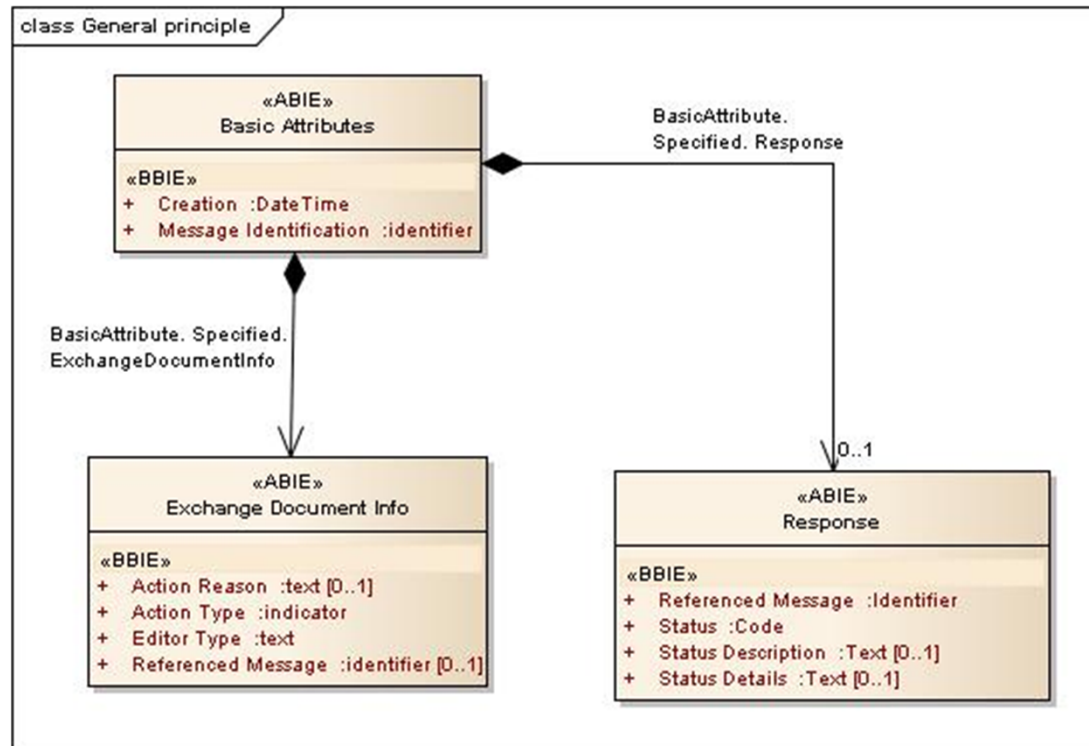 class General principle
«ABIE»
Basic Attributes
«BBIE»
+ Creation :DateTime
+ Message Identification :identifier
BasicAttribute.
Specified. Response
BasicAttribute. Specified.
ExchangeDocumentInfo
0..1
«ABIE»
Exchange Document Info
«BBIE»
+ Action Reason :text [0..1]
+ Action Type :indicator
+ Editor Type :text
+ Referenced Message :identifier [0..1]
«ABIE»
Response
«BBIE»
+ Referenced Message :Identifier
+ Status :Code
+ Status Description :Text [0..1]
+ Status Details :Text [0..1]